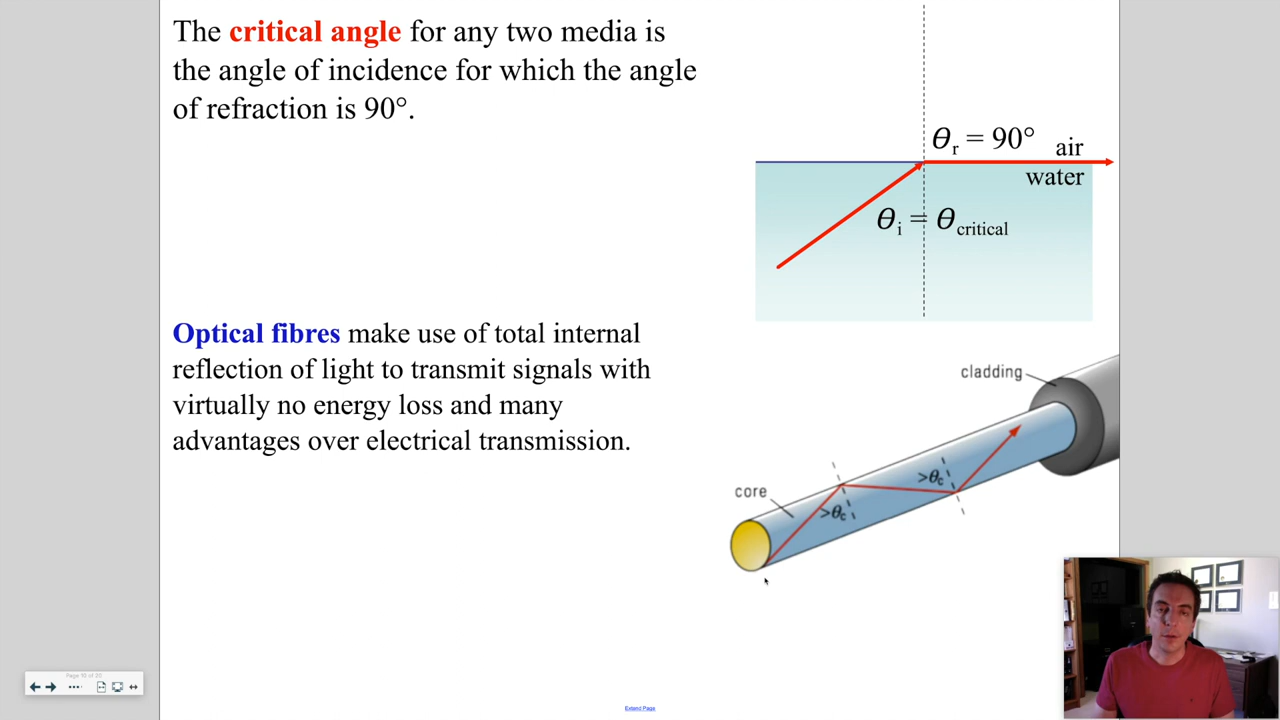 The critical angle for any two media is
the angle of incidence for which the angle
of refraction is 90°.
θr = 90°
air
water
θi = θcritical
Optical fibres make use of total internal
reflection of light to transmit signals with
virtually no energy loss and many
advantages over electrical transmission.
cladding
>θc
core
>θc
Extend Page